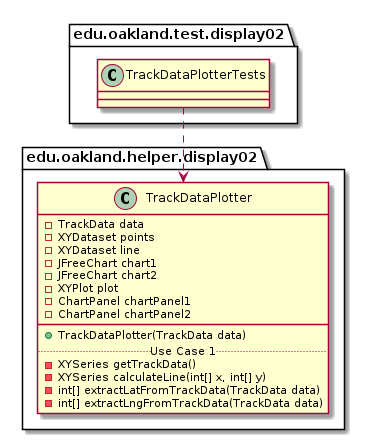 edu.oakland.test.display02
C TrackDataPlotterTests
edu.oakland.helper.display02
C TrackDataPlotter
TrackData data
XYDataset points
XYDataset line
JFreeChart chart1
JFreeChart chart2
XYPlot plot
ChartPanel chartPanel1
ChartPanel chartPanel2
TrackDataPlotter(TrackData data)
Use Case 1
XYSeries getTrackData()
XYSeries calculateLine(int[] x, int[] y)
int[] extractLatFromTrackData(TrackData data)
int[] extractLngFromTrackData(TrackData data)